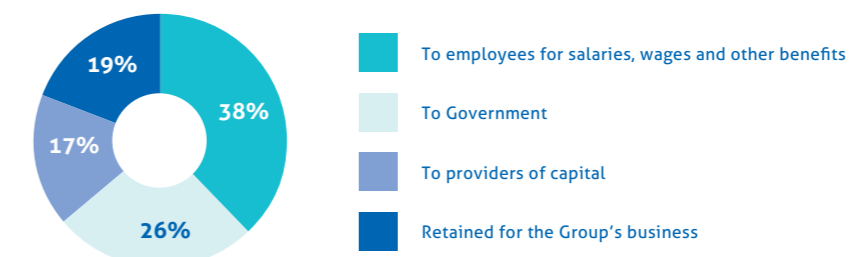 19%
38%
17%
26%
To employees for salaries, wages and other benefits
To Government
To providers of capital
Retained for the Group's business